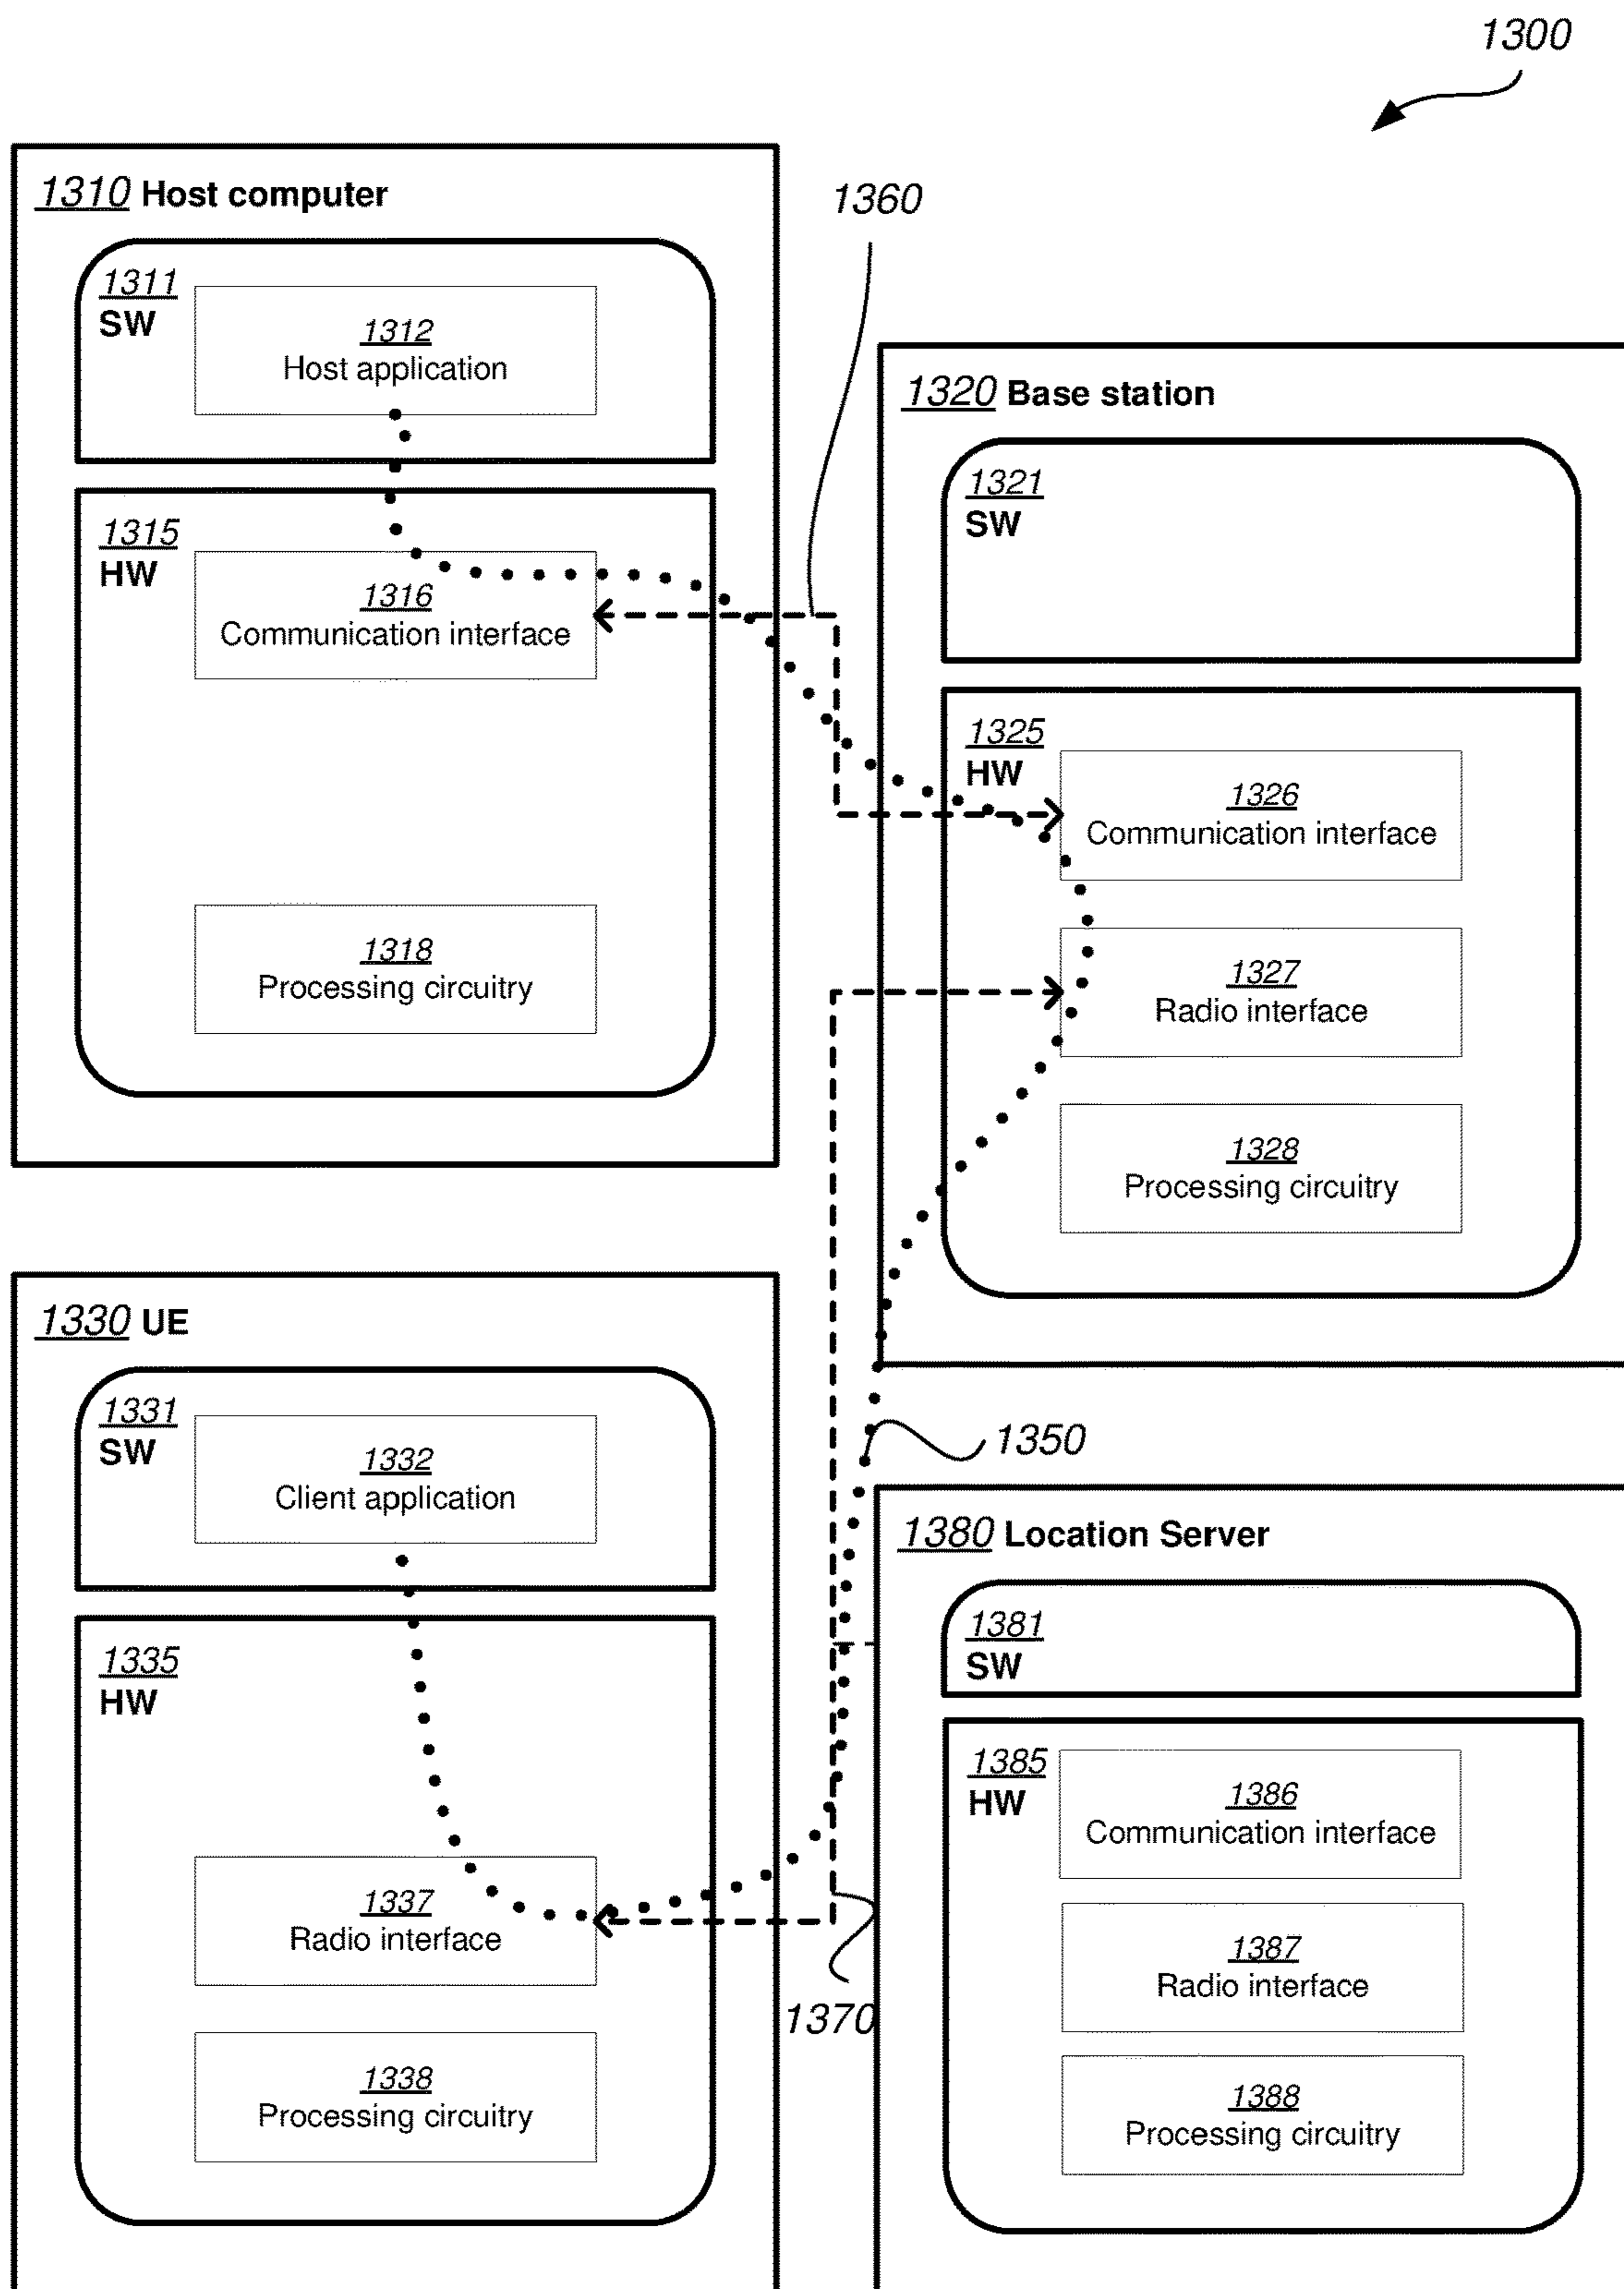 1300
1310 Host computer
1311
SW
1312
Host application
1315
HW
1316
Communication interface
1318
Processing circuitry
1360
1320 Base station
1321
SW
1325
HW
1326
Communication interface
1327
Radio interface
1328
Processing circuitry
1330 UE
1331
SW
1332
Client application
1335
HW
1337
Radio interface
1338
Processing circuitry
1350
1370
1380 Location Server
1381
SW
1385
HW
1386
Communication interface
1387
Radio interface
1388
Processing circuitry